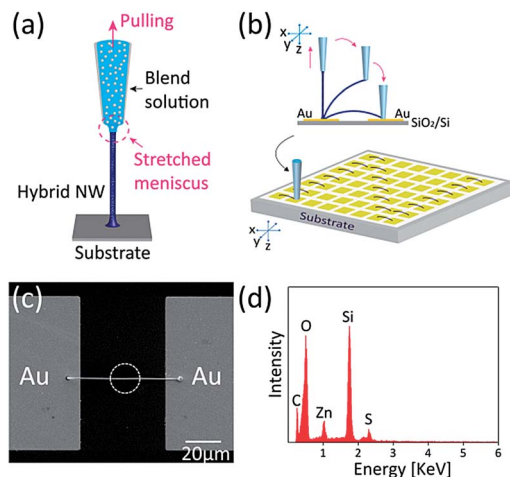 (a)
Pulling
Blend
solution
Stretched
meniscus
Hybrid NW
Substrate
(b)
x
y
z
Au
Au
SiO₂/Si
Substrate
x
y
z
(c)
Au
Au
20μm
(d)
Intensity
C
O
Zn
Si
S
1 2 3 4 5 6
Energy [KeV]